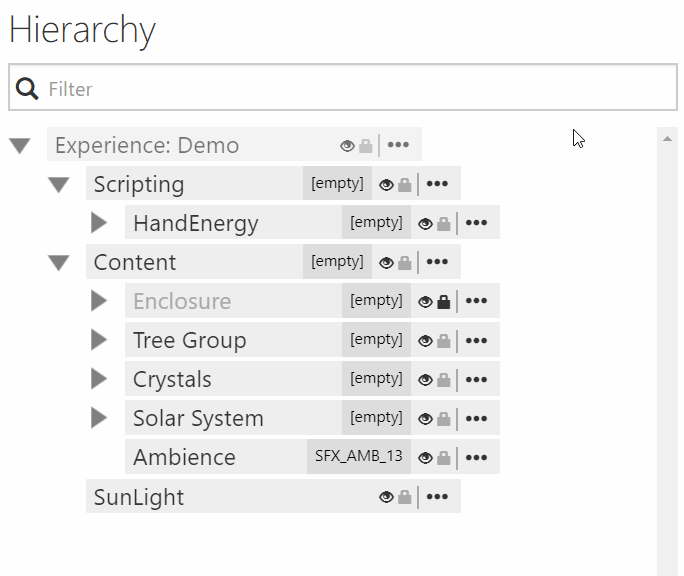 Hierarchy
Filter
Experience: Demo
Scripting [empty]
HandEnergy [empty]
Content [empty]
Enclosure [empty]
Tree Group [empty]
Crystals [empty]
Solar System [empty]
Ambience SFX_AMB_13
SunLight